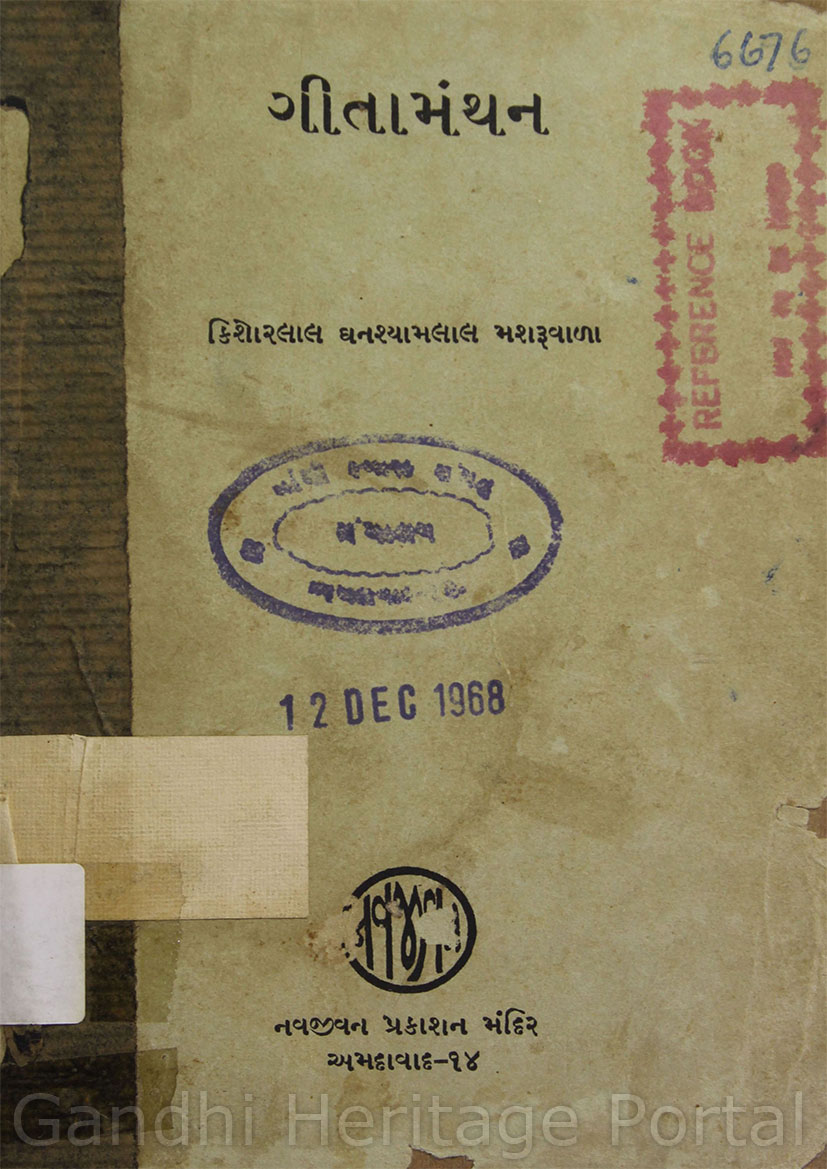 6676
ગીતામંથન
REFERENCE BOOK
કિશોરલાલ ઘનશ્યામલાલ મશરૂવાળા
12 DEC 1968
નવજીવન પ્રકાશન મંદિર
અમદાવાદ-૧૪
Gandhi Heritage Portal